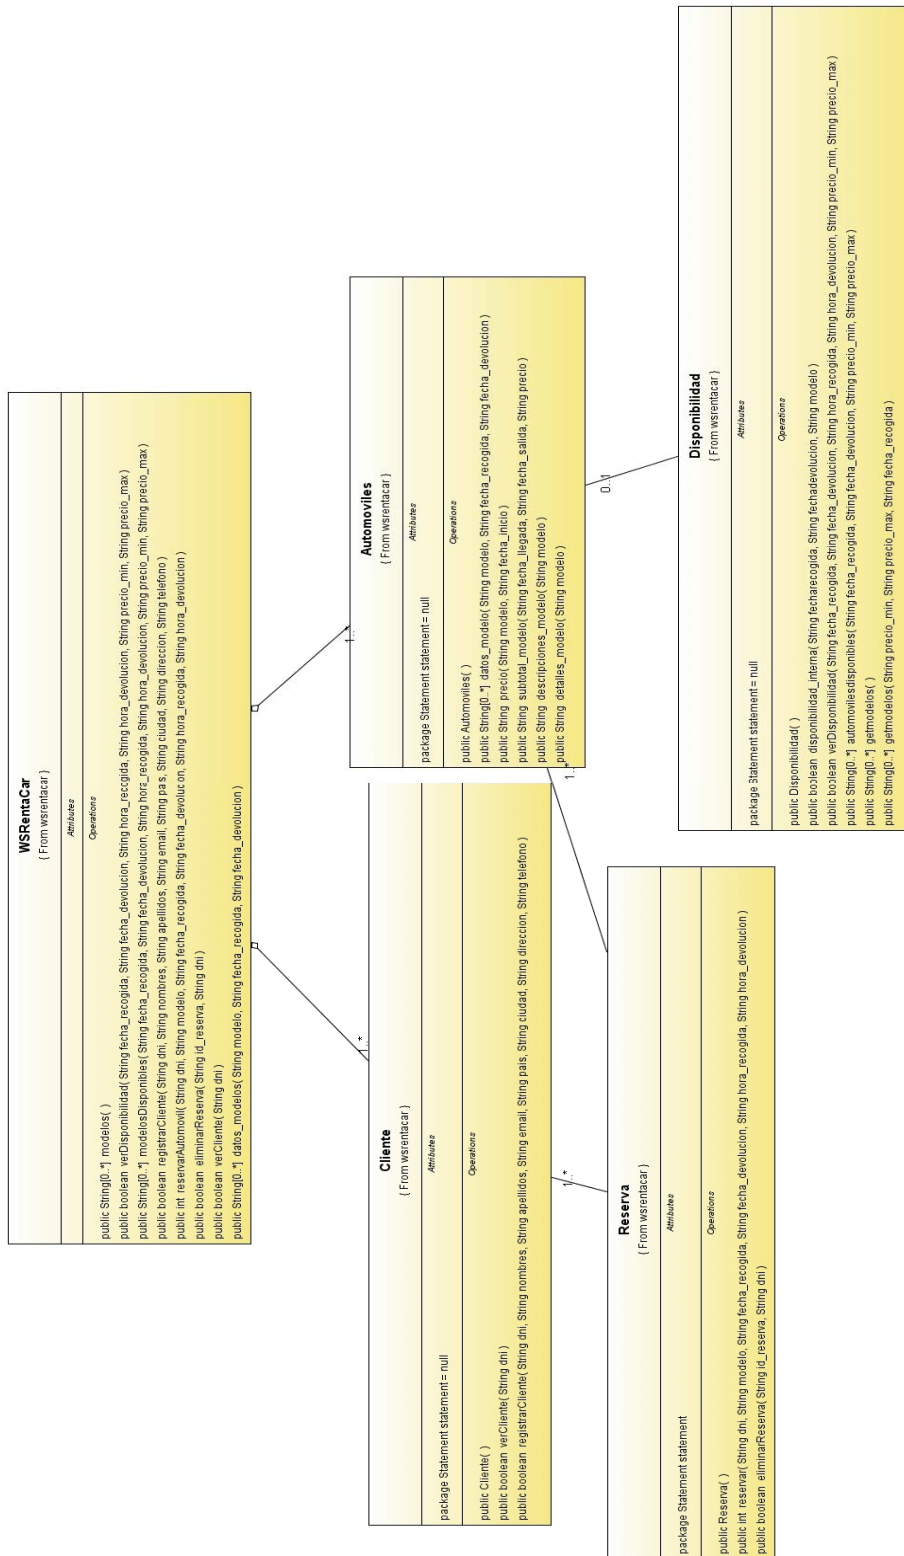 WSRentaCar
{ From wsrentacar }
Attributes
Operations
public String[0..*] modelos( )
public boolean verDisponibilidad( String fecha_recogida, String fecha_devolucion, String hora_reccgida, String hora_devolucion, String precio_min, String precio_max )
public String[0..*] modelosDisponibles( String fecha_recogida, String fecha_devolucion, String hora_recogida, String hora_devolucion, String precio_min, String precio_max )
public boolean registrarCliente( String dni, String nombres, String apellidos, String email, String pa s, String ciudad, String direccion, String telefono )
public int reservarAutomovil( String dni, String modelo, String fecha_recogida, String fecha_devoluc on, String hora_recogida, String hora_devolucion )
public boolean eliminarReserva( String id_reserva, String dni )
public boolean verCliente( String dni )
public String[0..*] datos_modelos( String modelo, String fecha_recogida, String fecha_devolucion )
1..*
1..*
Cliente
{ From wsrentacar }
Attributes
package Statement statement = null
Operations
public Cliente( )
public boolean verCliente( String dni )
public boolean registrarCliente( String dni, String nombres, String apellidos, String email, String pais, String ciudad, String direccion, String telefono )
Automoviles
{ From wsrentacar }
Attributes
package Statement statement = null
Operations
public Automoviles( )
public String[0..*] datos_modelo( String modelo, String fecha_recogida, String fecha_devolucion )
public String precio( String modelo, String fecha_inicio )
public String subtotal_modelo( String fecha_llegada, String fecha_salida, String precio )
public String descripciones_modelo( String modelo )
public String detalles_modelo( String modelo )
1..*
1..*
0..1
Reserva
{ From wsrentacar }
Attributes
package Statement statement
Operations
public Reserva( )
public int reservar( String dni, String modelo, String fecha_recogida, String fecha_devolucion, String hora_recogida, String hora_devolucion )
public boolean eliminarReserva( String id_reserva, String dni )
Disponibilidad
{ From wsrentacar }
Attributes
package Statement statement = null
Operations
public Disponibilidad( )
public boolean disponibilidad_interna( String fecharecogida, String fechadevolucion, String modelo )
public boolean verDisponibilidad( String fecha_recogida, String fecha_devolucion, String hora_recogida, String hora_devolucion, String precio_min, String precio_max )
public String[0..*] automovilesdisponibles( String fecha_recogida, String fecha_devolucion, String precio_min, String precio_max )
public String[0..*] getmodelos( )
public String[0..*] getmodelos( String precio_min, String precio_max, String fecha_recogida )